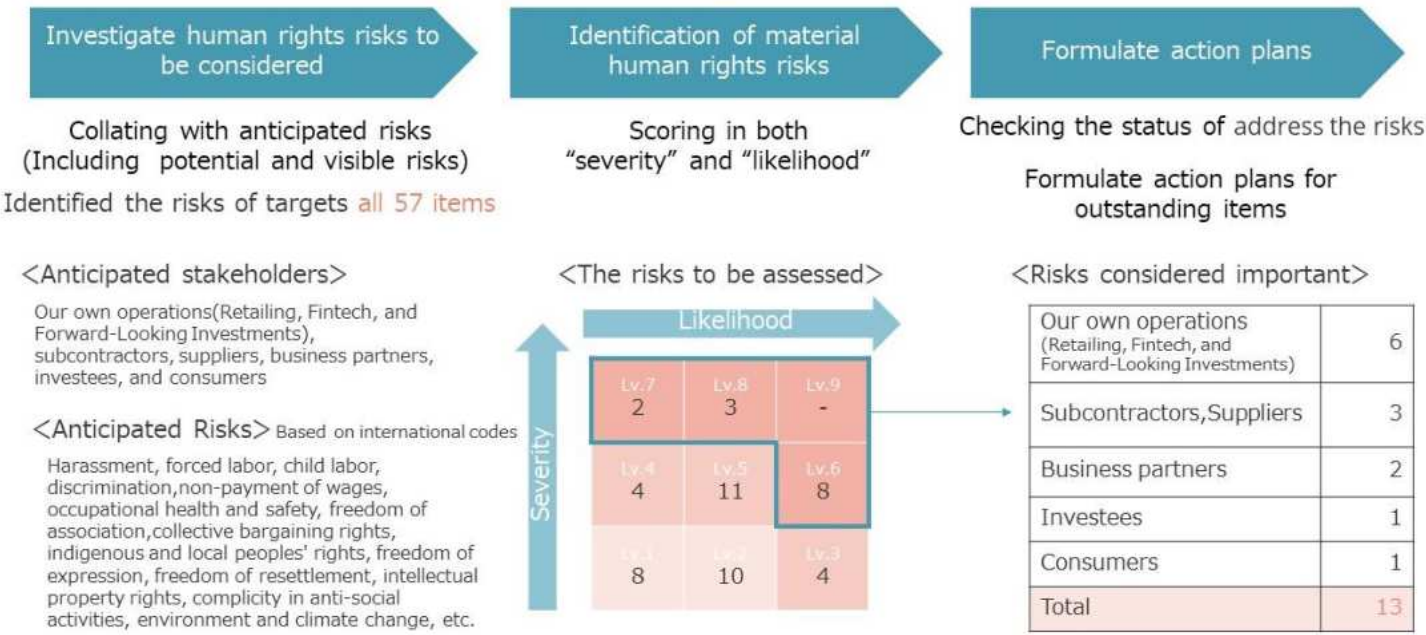 Investigate human rights risks to
be considered
Identification of material
human rights risks
Formulate action plans
Collating with anticipated risks
(Including potential and visible risks)
Identified the risks of targets all 57 items
Scoring in both
“severity” and “likelihood”
Checking the status of address the risks
Formulate action plans for
outstanding items
<Anticipated stakeholders>
Our own operations(Retailing, Fintech, and
Forward-Looking Investments),
subcontractors, suppliers, business partners,
investees, and consumers
<Anticipated Risks> Based on international codes
Harassment, forced labor, child labor,
discrimination,non-payment of wages,
occupational health and safety, freedom of
association,collective bargaining rights,
indigenous and local peoples' rights, freedom of
expression, freedom of resettlement, intellectual
property rights, complicity in anti-social
activities, environment and climate change, etc.
<The risks to be assessed>
Likelihood
Severity
Lv.7 Lv.8 Lv.9
2 3 -
Lv.4 Lv.5 Lv.6
4 11 8
Lv.1 Lv.2 Lv.3
8 10 4
<Risks considered important>
Our own operations
(Retailing, Fintech, and
Forward-Looking Investments) 6
Subcontractors,Suppliers 3
Business partners 2
Investees 1
Consumers 1
Total 13